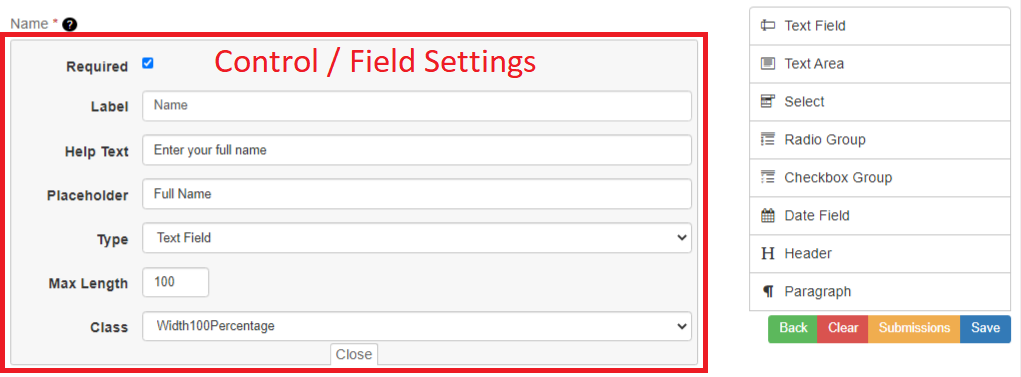 Name * ?
Control / Field Settings
Required
Label Name
Help Text Enter your full name
Placeholder Full Name
Type Text Field
Max Length 100
Class Width100Percentage
Close
Text Field
Text Area
Select
Radio Group
Checkbox Group
Date Field
H Header
¶ Paragraph
Back Clear Submissions Save